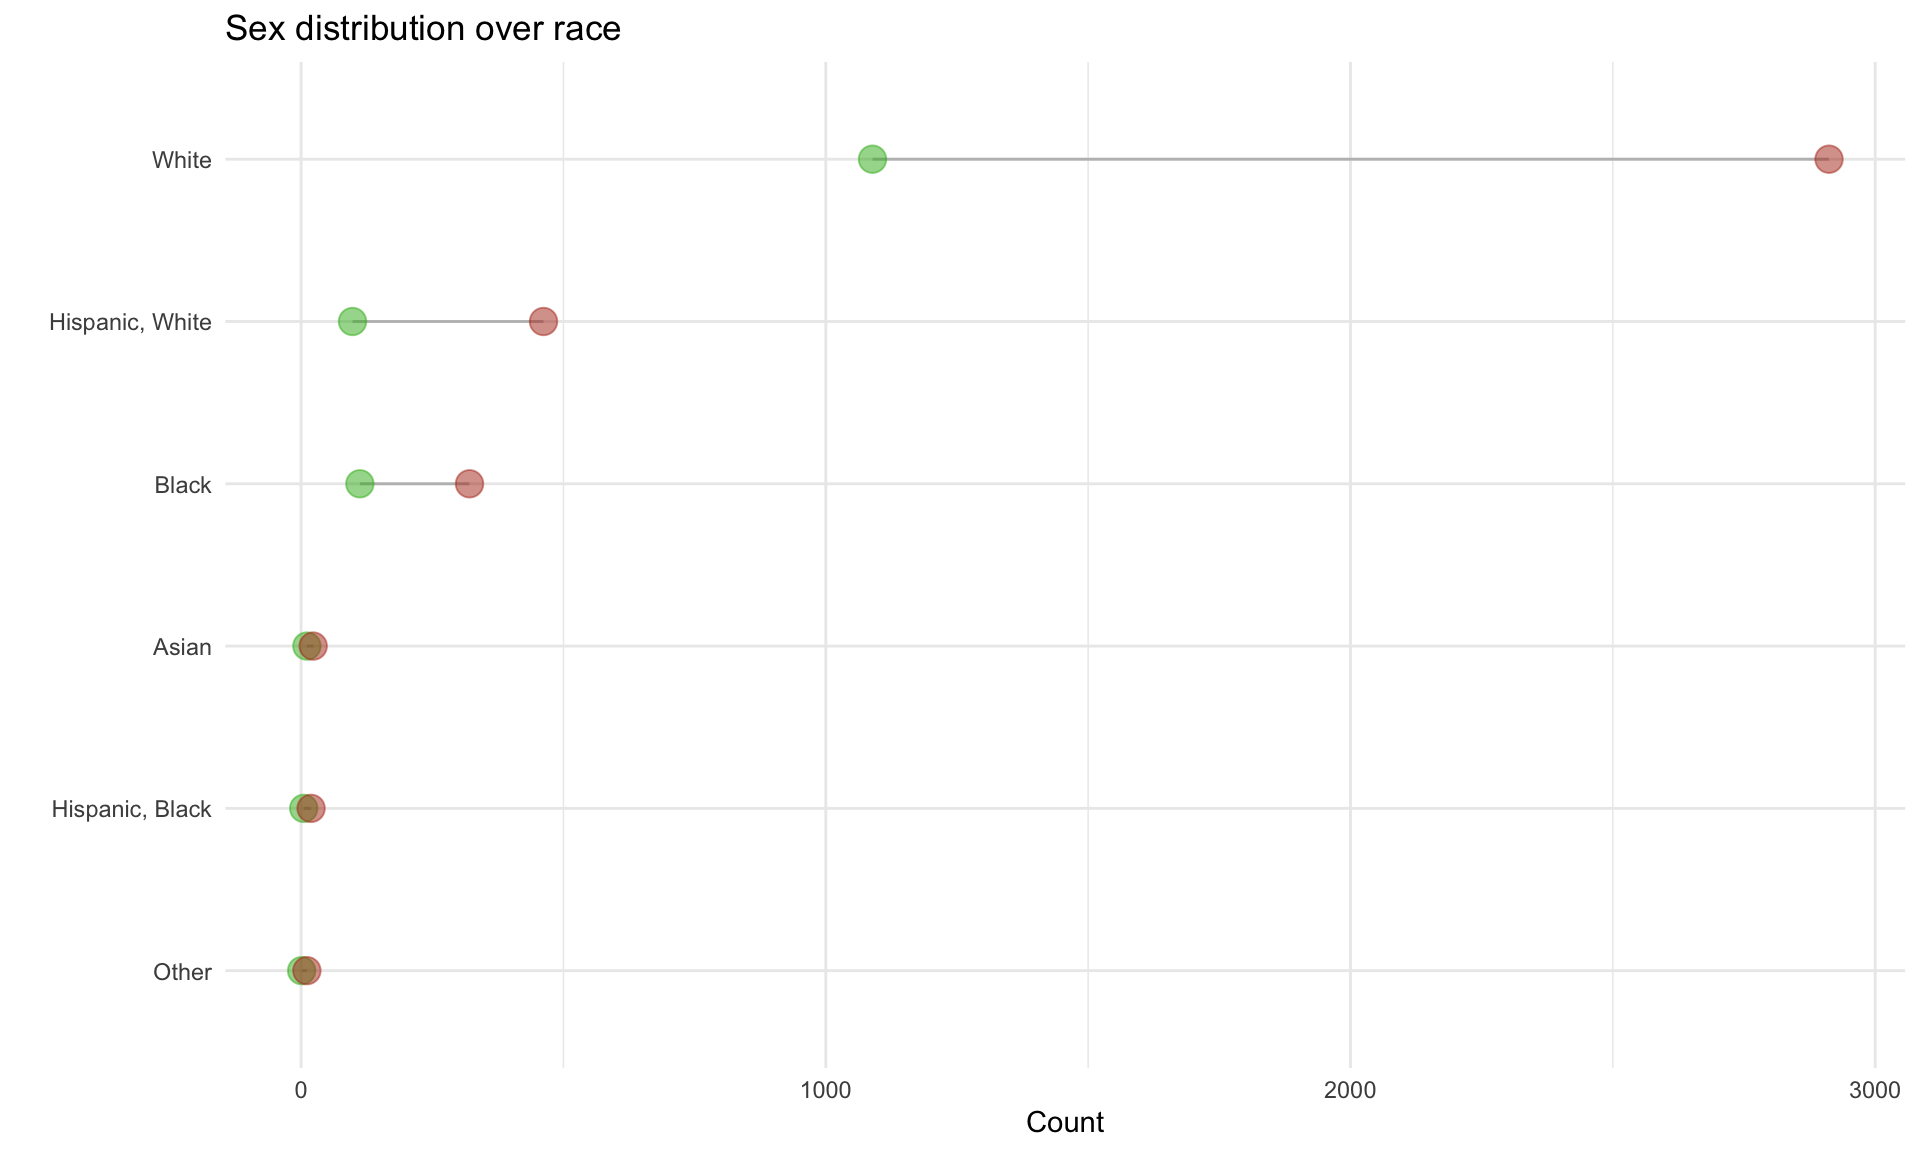 Sex distribution over race
White
Hispanic, White
Black
Asian
Hispanic, Black
Other
0 1000 2000 3000
Count